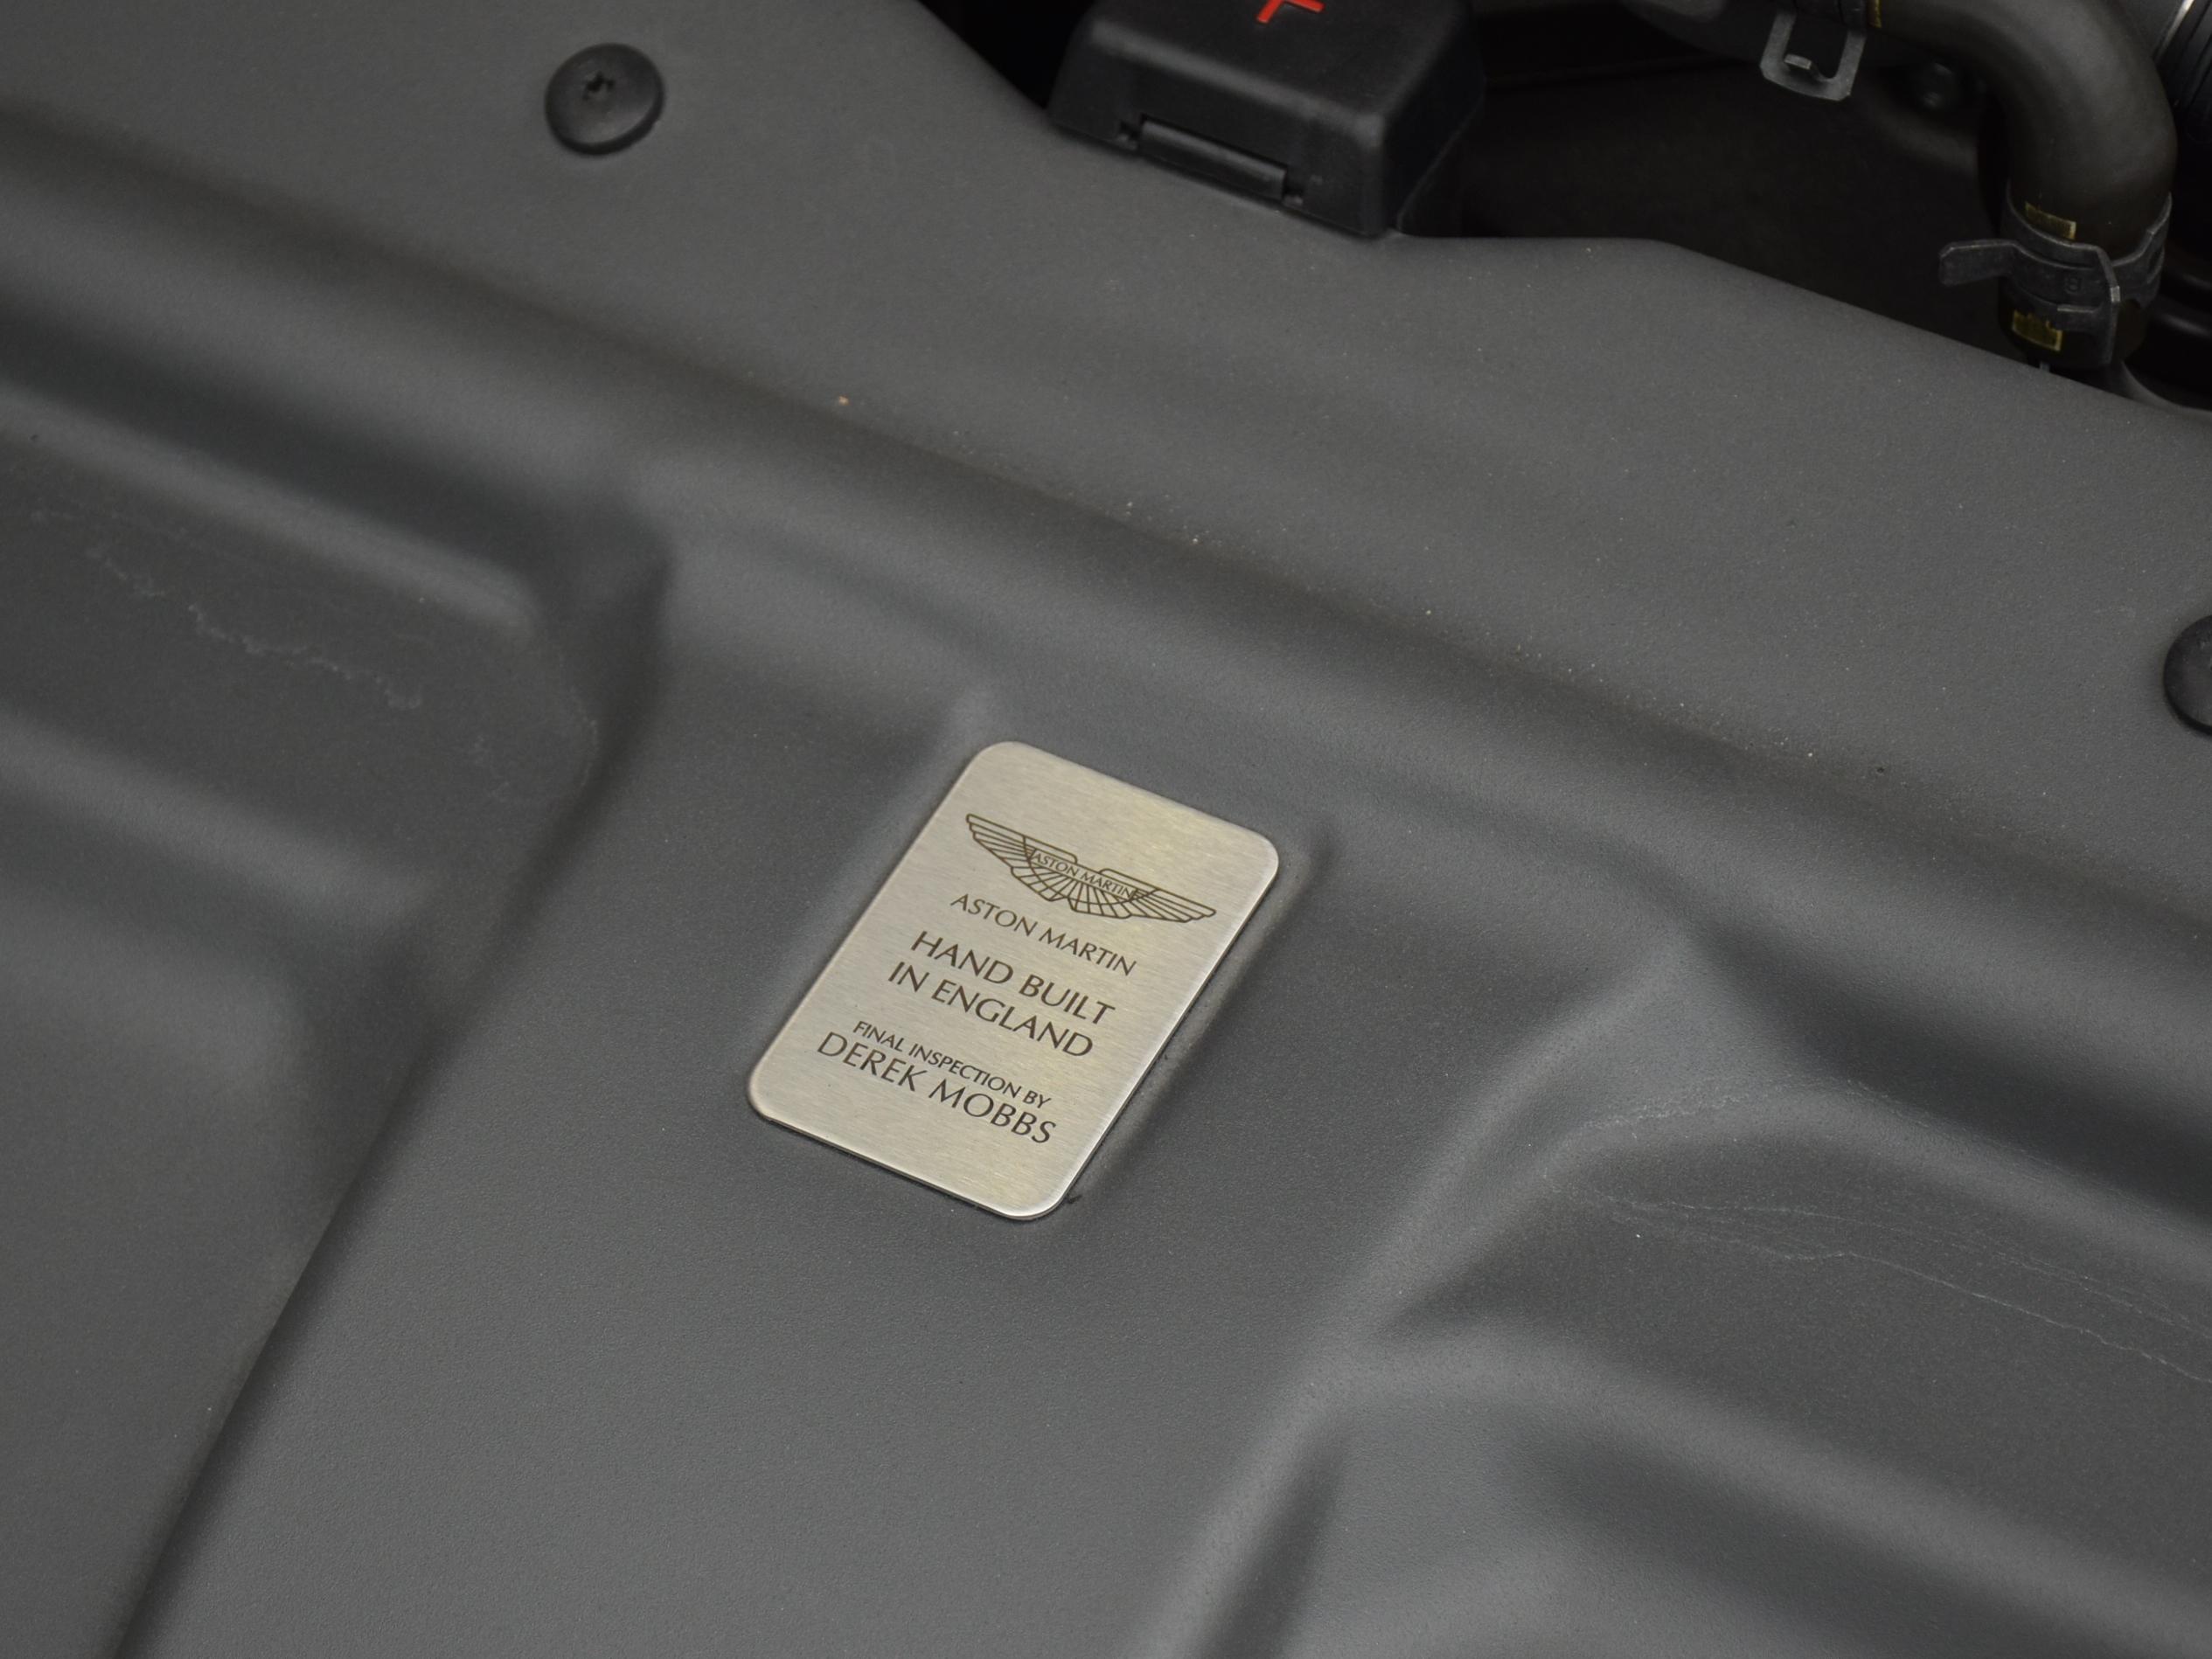 ASTON MARTIN
ASTON MARTIN
HAND BUILT
IN ENGLAND
FINAL INSPECTION BY
DEREK MOBBS